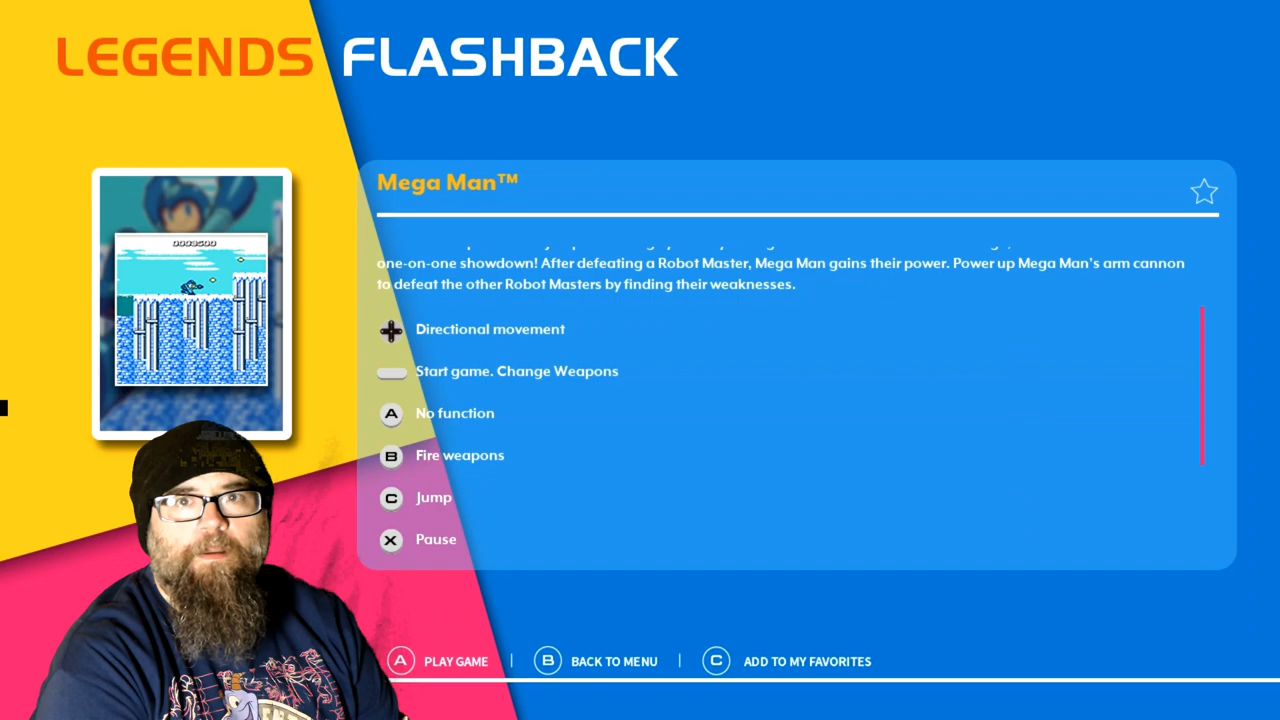 LEGENDS FLASHBACK
Mega Man™
one-on-one showdown! After defeating a Robot Master, Mega Man gains their power. Power up Mega Man's arm cannon
to defeat the other Robot Masters by finding their weaknesses.
Directional movement
Start game. Change Weapons
A No function
B Fire weapons
C Jump
X Pause
A PLAY GAME | B BACK TO MENU | C ADD TO MY FAVORITES